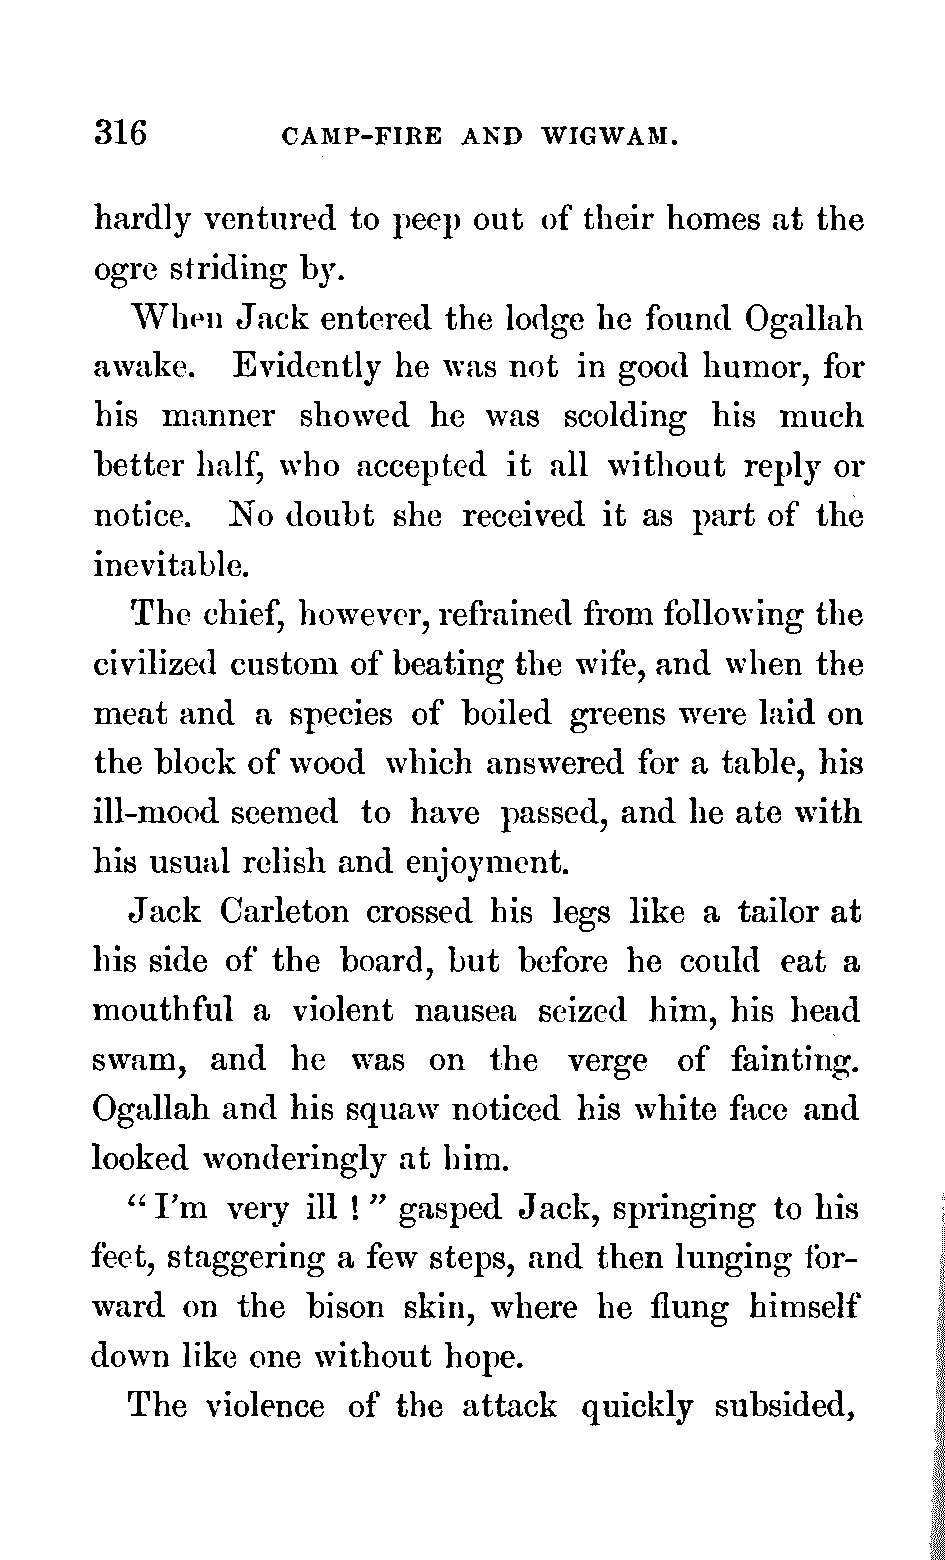 316 CAMP-FIRE AND WIGWAM.
hardly ventured to peep out of their homes at the
ogre striding by.
When Jack entered the lodge he found Ogallah
awake. Evidently he was not in good humor, for
his manner showed he was scolding his much
better half, who accepted it all without reply or
notice. No doubt she received it as part of the
inevitable.
The chief, however, refrained from following the
civilized custom of beating the wife, and when the
meat and a species of boiled greens were laid on
the block of wood which answered for a table, his
ill-mood seemed to have passed, and he ate with
his usual relish and enjoyment.
Jack Carleton crossed his legs like a tailor at
his side of the board, but before he could eat a
mouthful a violent nausea seized him, his head
swam, and he was on the verge of fainting.
Ogallah and his squaw noticed his white face and
looked wonderingly at him.
“I'm very ill !” gasped Jack, springing to his
feet, staggering a few steps, and then lunging for-
ward on the bison skin, where he flung himself
down like one without hope.
The violence of the attack quickly subsided,